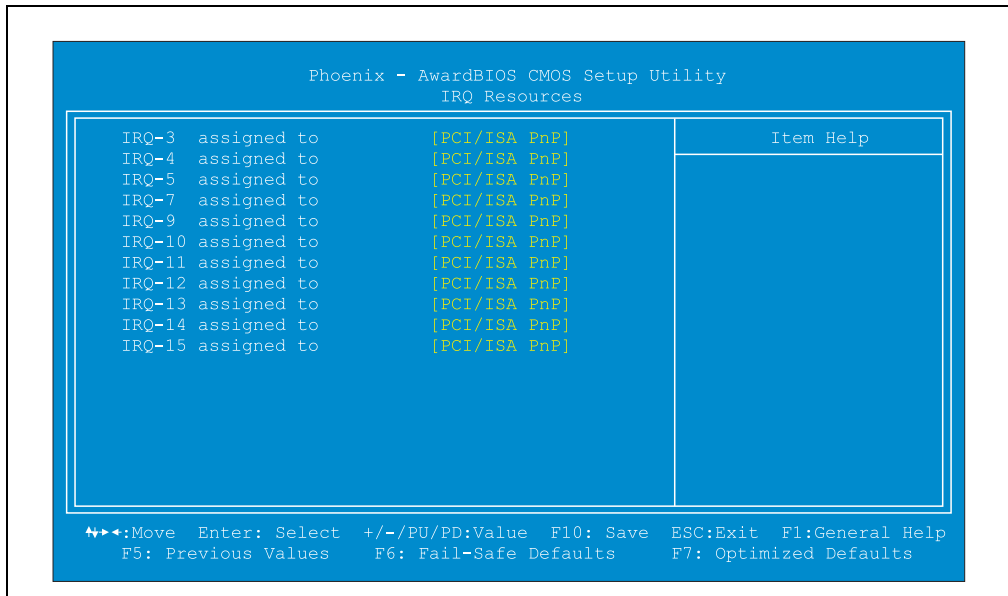 Phoenix - AwardBIOS CMOS Setup Utility
IRQ Resources
IRQ-3 assigned to [PCI/ISA PnP]
IRQ-4 assigned to [PCI/ISA PnP]
IRQ-5 assigned to [PCI/ISA PnP]
IRQ-7 assigned to [PCI/ISA PnP]
IRQ-9 assigned to [PCI/ISA PnP]
IRQ-10 assigned to [PCI/ISA PnP]
IRQ-11 assigned to [PCI/ISA PnP]
IRQ-12 assigned to [PCI/ISA PnP]
IRQ-13 assigned to [PCI/ISA PnP]
IRQ-14 assigned to [PCI/ISA PnP]
IRQ-15 assigned to [PCI/ISA PnP]
Item Help
:Move Enter: Select +/-/PU/PD:Value F10: Save ESC:Exit F1:General Help
F5: Previous Values F6: Fail-Safe Defaults F7: Optimized Defaults